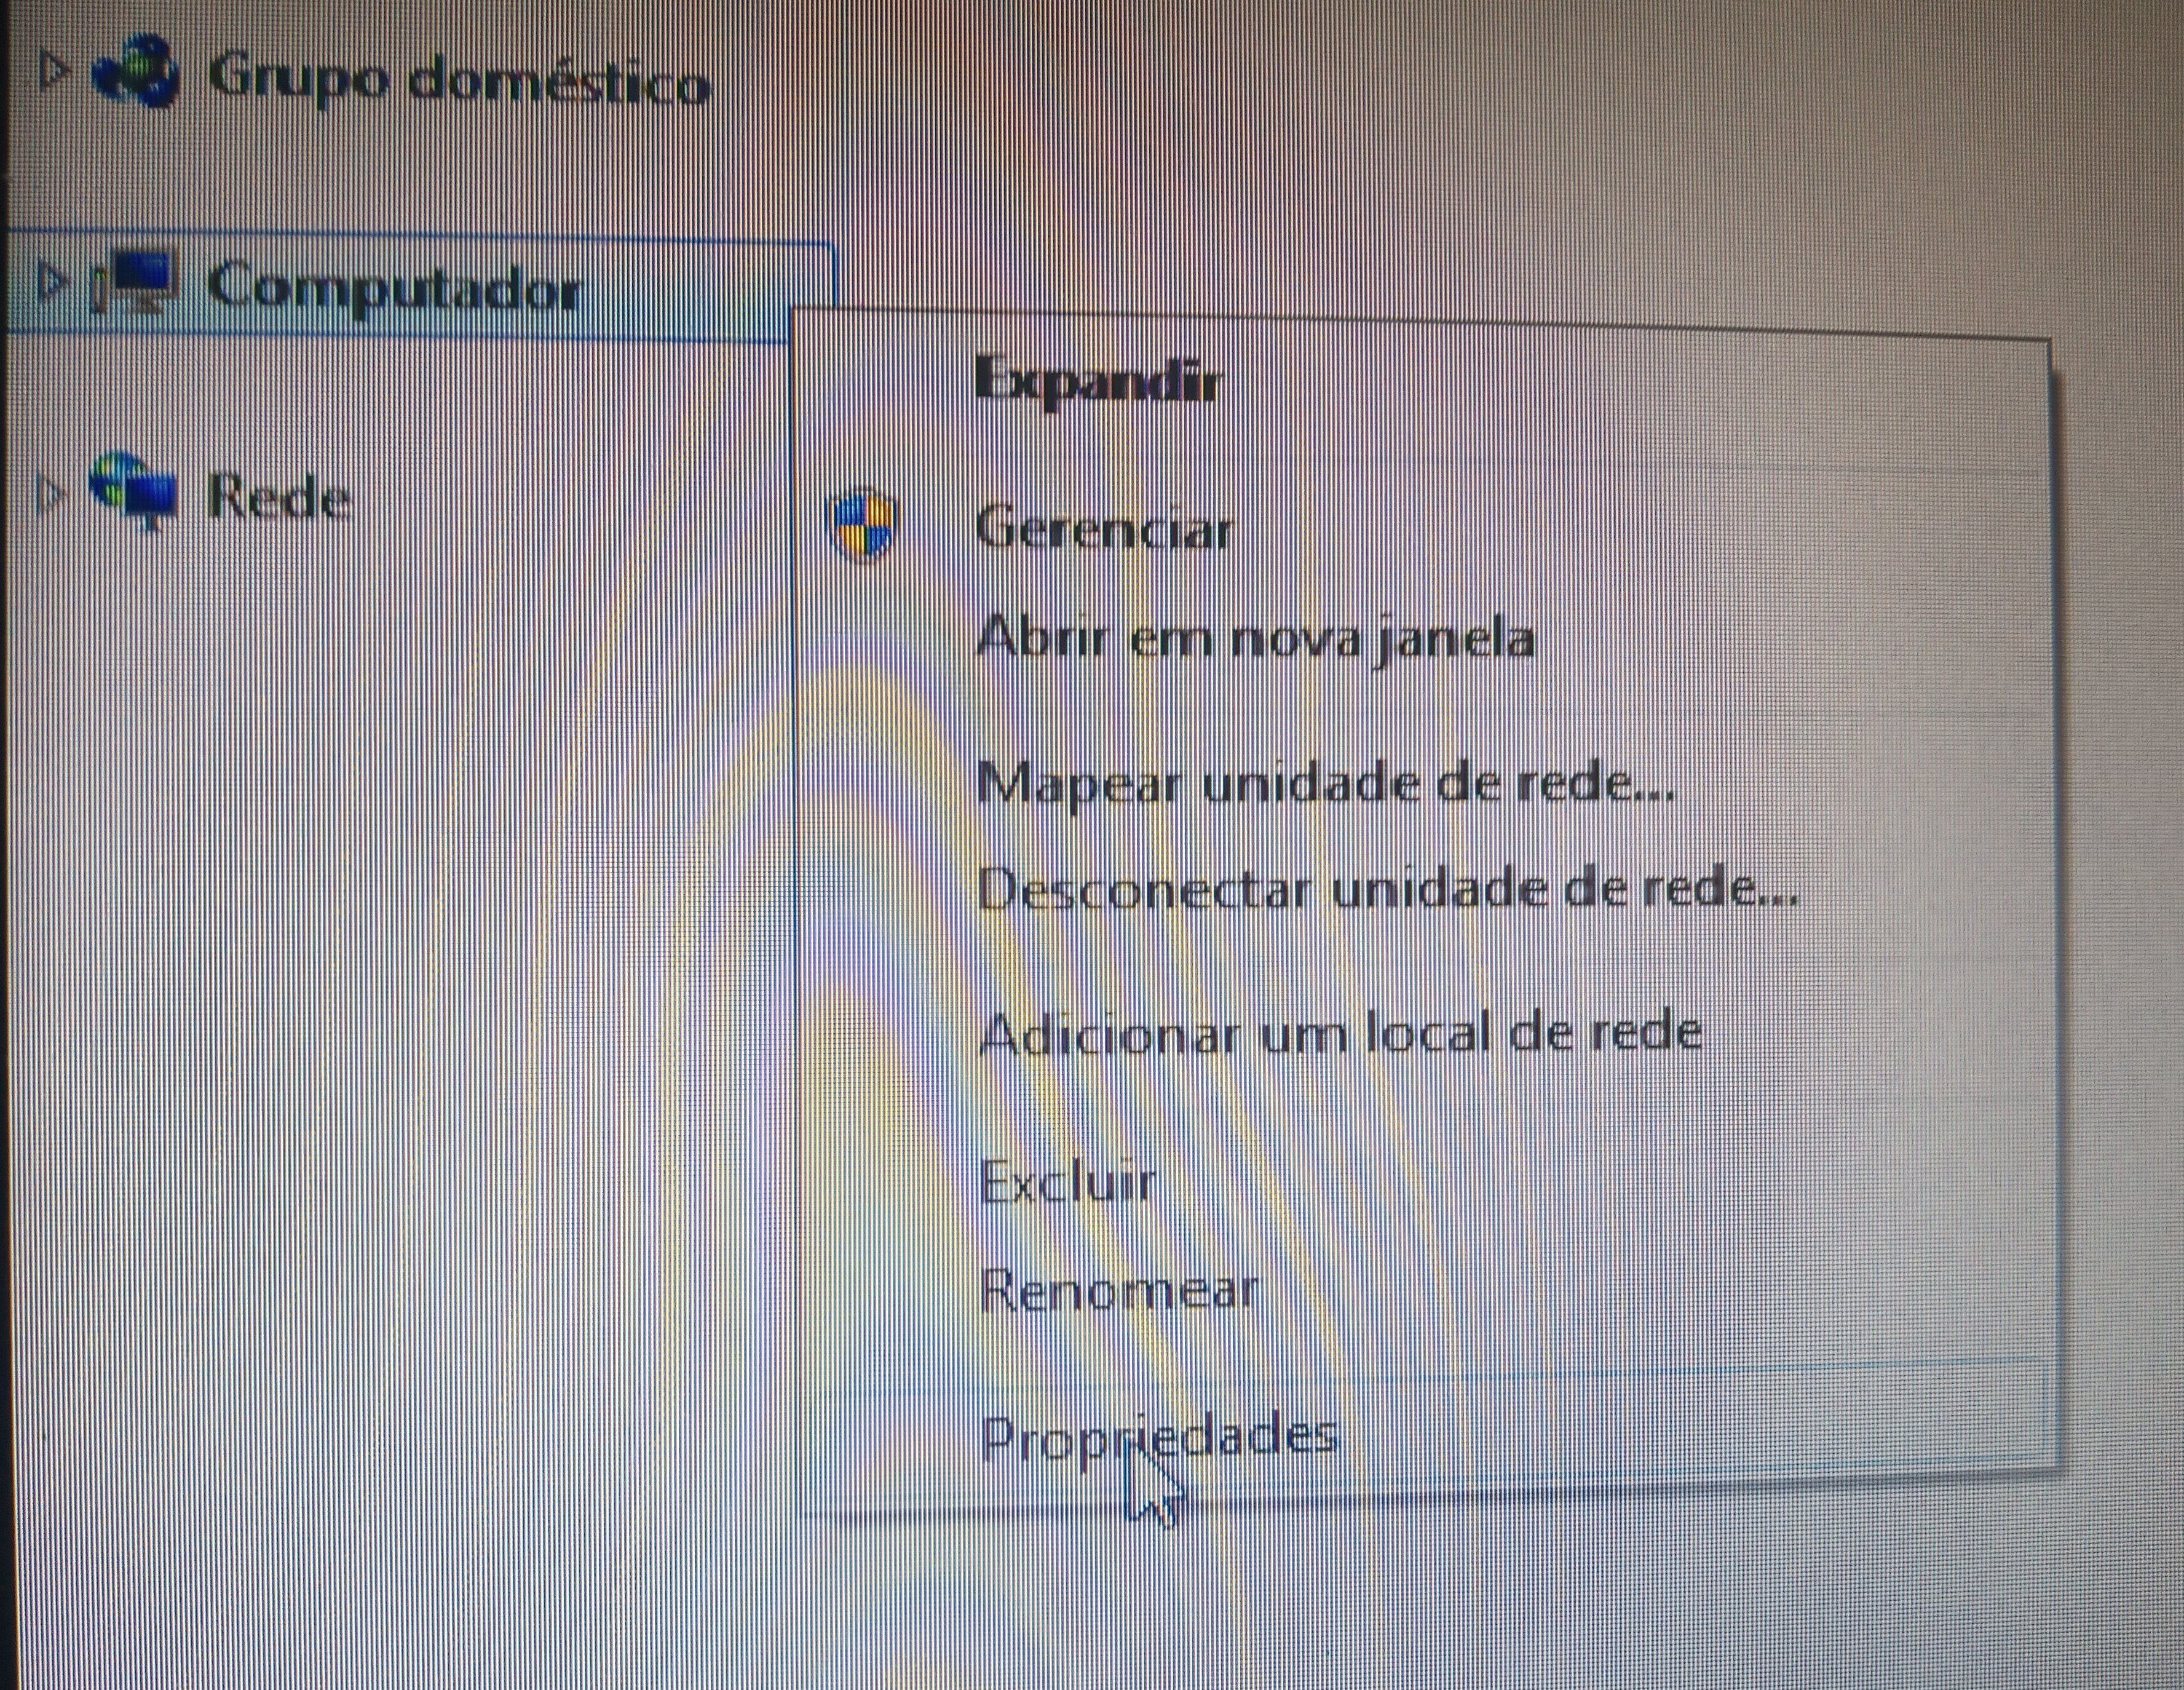 Grupo doméstico
Computador
Rede
Expandir
Gerenciar
Abrir em nova janela
Mapear unidade de rede...
Desconectar unidade de rede...
Adicionar um local de rede
Excluir
Renomear
Propriedades